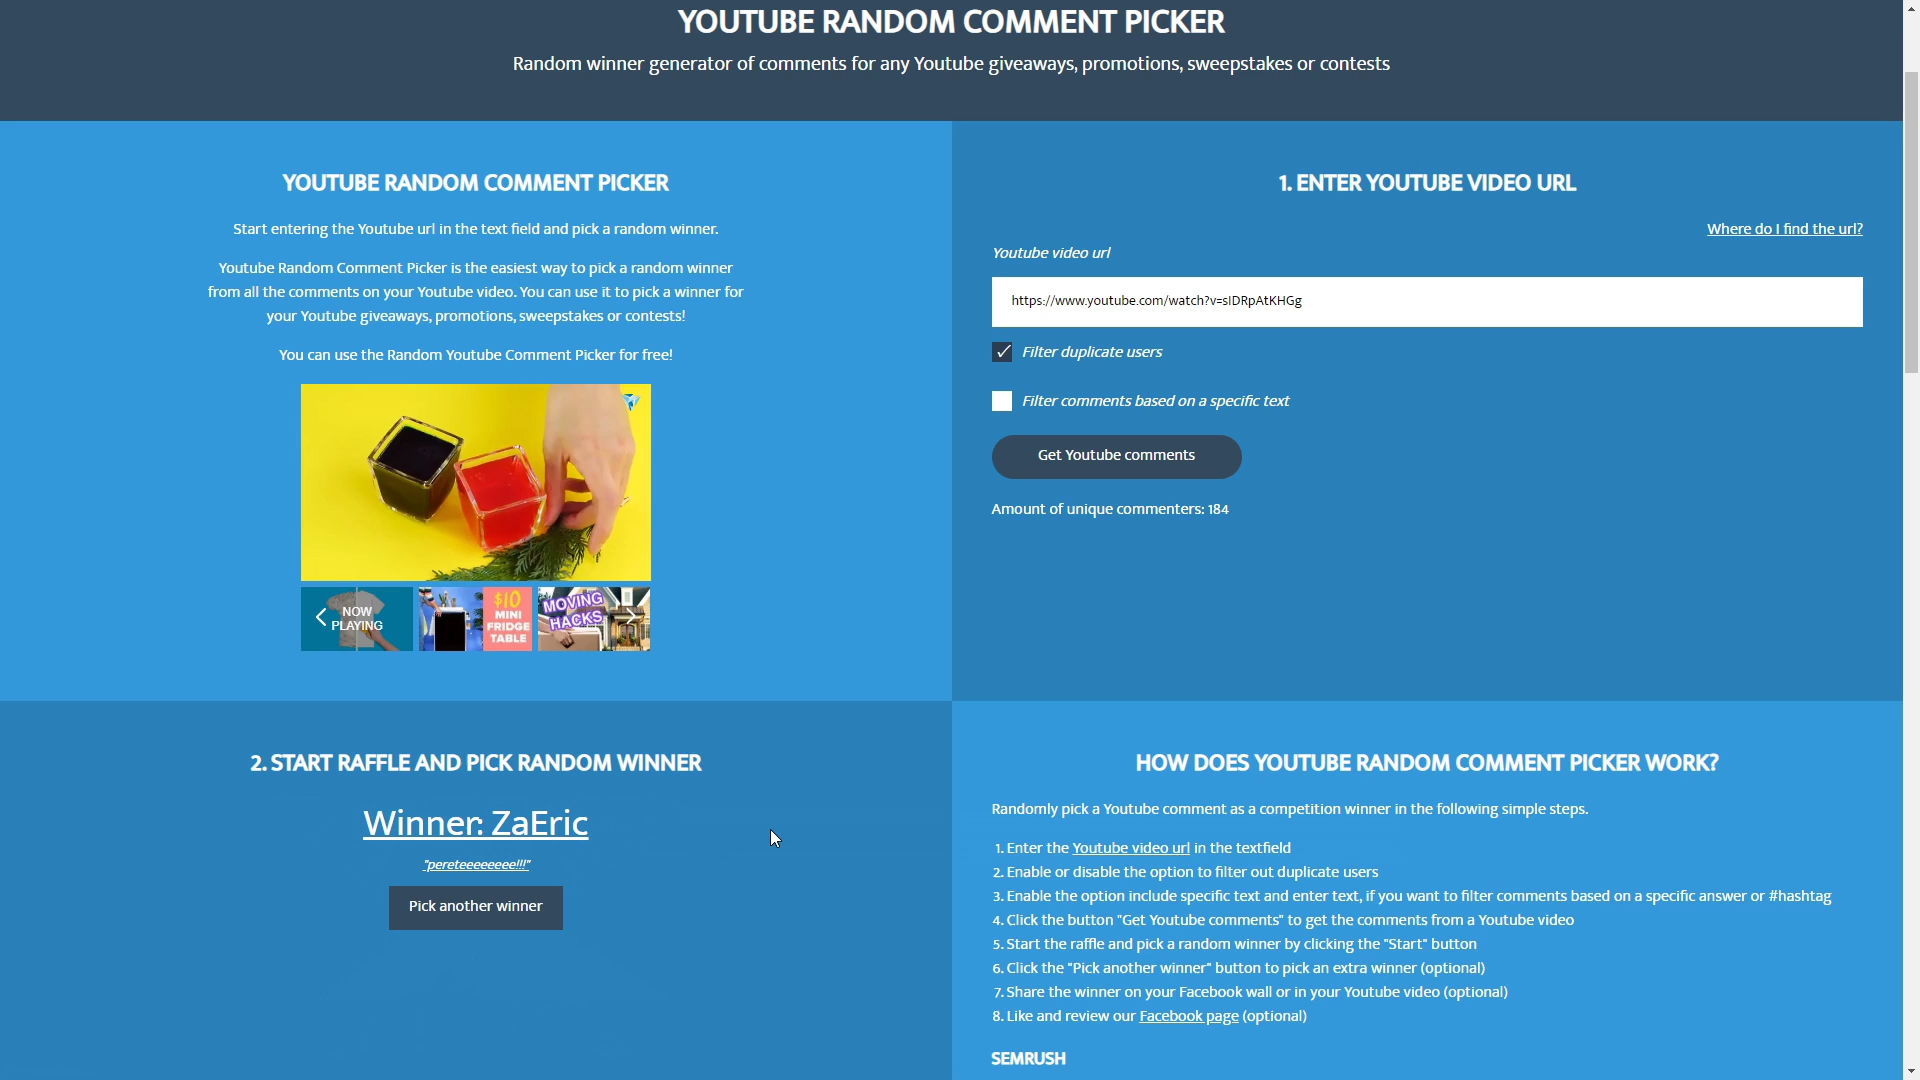 YOUTUBE RANDOM COMMENT PICKER
Random winner generator of comments for any Youtube giveaways, promotions, sweepstakes or contests
YOUTUBE RANDOM COMMENT PICKER
Start entering the Youtube url in the text field and pick a random winner.
Youtube Random Comment Picker is the easiest way to pick a random winner
from all the comments on your Youtube video. You can use it to pick a winner for
your Youtube giveaways, promotions, sweepstakes or contests!
You can use the Random Youtube Comment Picker for free!
NOW
PLAYING
$10
MINI
FRIDGE
TABLE
MOVING
HACKS
1. ENTER YOUTUBE VIDEO URL
Where do I find the url?
Youtube video url
https://www.youtube.com/watch?v=sIDRpAtKHGg
Filter duplicate users
Filter comments based on a specific text
Get Youtube comments
Amount of unique commenters: 184
2. START RAFFLE AND PICK RANDOM WINNER
Winner: ZaEric
"pereteeeeeeee!!!"
Pick another winner
HOW DOES YOUTUBE RANDOM COMMENT PICKER WORK?
Randomly pick a Youtube comment as a competition winner in the following simple steps.
1. Enter the Youtube video url in the textfield
2. Enable or disable the option to filter out duplicate users
3. Enable the option include specific text and enter text, if you want to filter comments based on a specific answer or #hashtag
4. Click the button "Get Youtube comments" to get the comments from a Youtube video
5. Start the raffle and pick a random winner by clicking the "Start" button
6. Click the "Pick another winner" button to pick an extra winner (optional)
7. Share the winner on your Facebook wall or in your Youtube video (optional)
8. Like and review our Facebook page (optional)
SEMRUSH